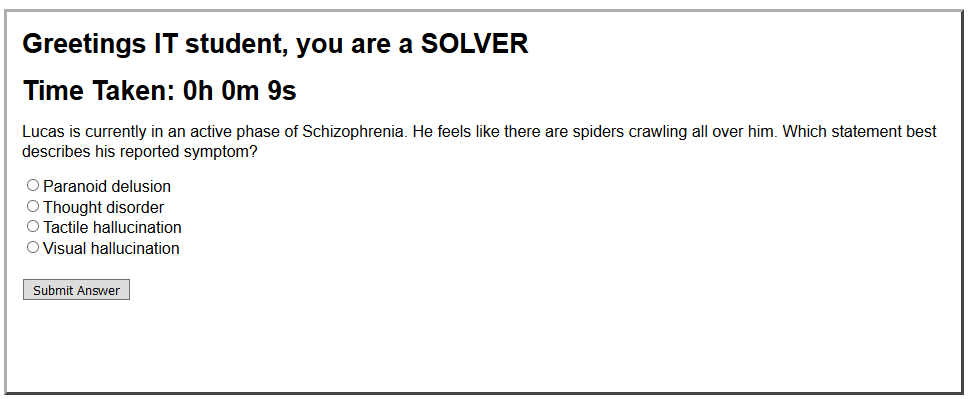 Greetings IT student, you are a SOLVER
Time Taken: 0h 0m 9s
Lucas is currently in an active phase of Schizophrenia. He feels like there are spiders crawling all over him. Which statement best
describes his reported symptom?
Paranoid delusion
Thought disorder
Tactile hallucination
Visual hallucination
Submit Answer